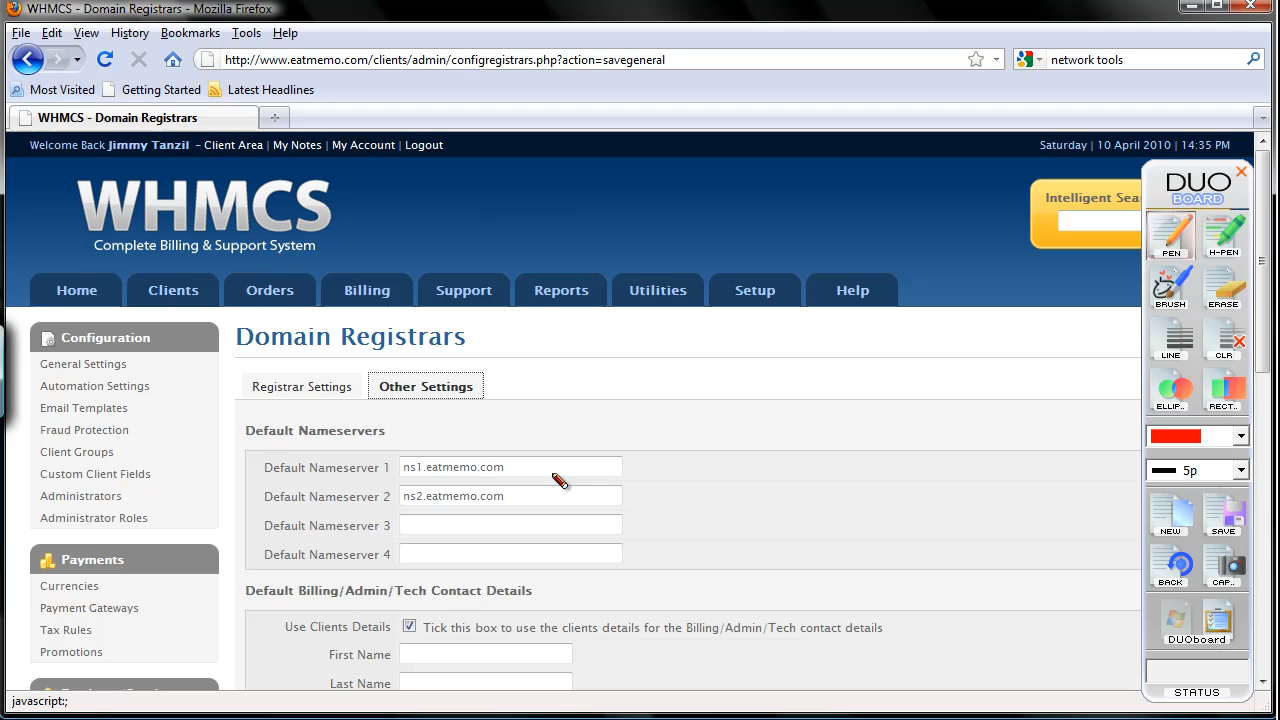 WHMCS - Domain Registrars - Mozilla Firefox
File Edit View History Bookmarks Tools Help
http://www.eatmemo.com/clients/admin/configregistrars.php?action=savegeneral
network tools
Most Visited Getting Started Latest Headlines
WHMCS - Domain Registrars
Welcome Back Jimmy Tanzil - Client Area | My Notes | My Account | Logout
Saturday | 10 April 2010 | 14:35 PM
WHMCS
Complete Billing & Support System
Intelligent Sea
Home Clients Orders Billing Support Reports Utilities Setup Help
Configuration
General Settings
Automation Settings
Email Templates
Fraud Protection
Client Groups
Custom Client Fields
Administrators
Administrator Roles
Payments
Currencies
Payment Gateways
Tax Rules
Promotions
Domain Registrars
Registrar Settings Other Settings
Default Nameservers
Default Nameserver 1 ns1.eatmemo.com
Default Nameserver 2 ns2.eatmemo.com
Default Nameserver 3
Default Nameserver 4
Default Billing/Admin/Tech Contact Details
Use Clients Details Tick this box to use the clients details for the Billing/Admin/Tech contact details
First Name
Last Name
DUO
BOARD
PEN H-PEN
BRUSH ERASE
LINE CLR
ELLIP.. RECT..
5p
NEW SAVE
BACK CAP..
DUOboard
STATUS
javascript:;